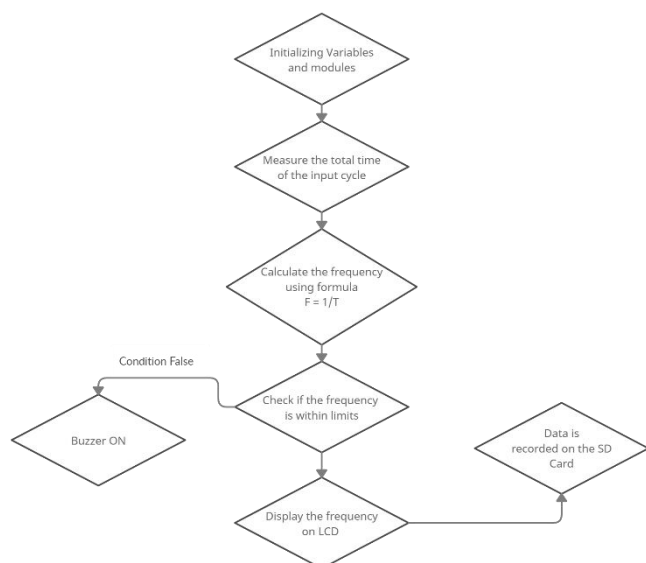 Initializing Variables
and modules
Measure the total time
of the input cycle
Calculate the frequency
using formula
F = 1/T
Condition False
Check if the frequency
is within limits
Buzzer ON
Data is
recorded on the SD
Card
Display the frequency
on LCD